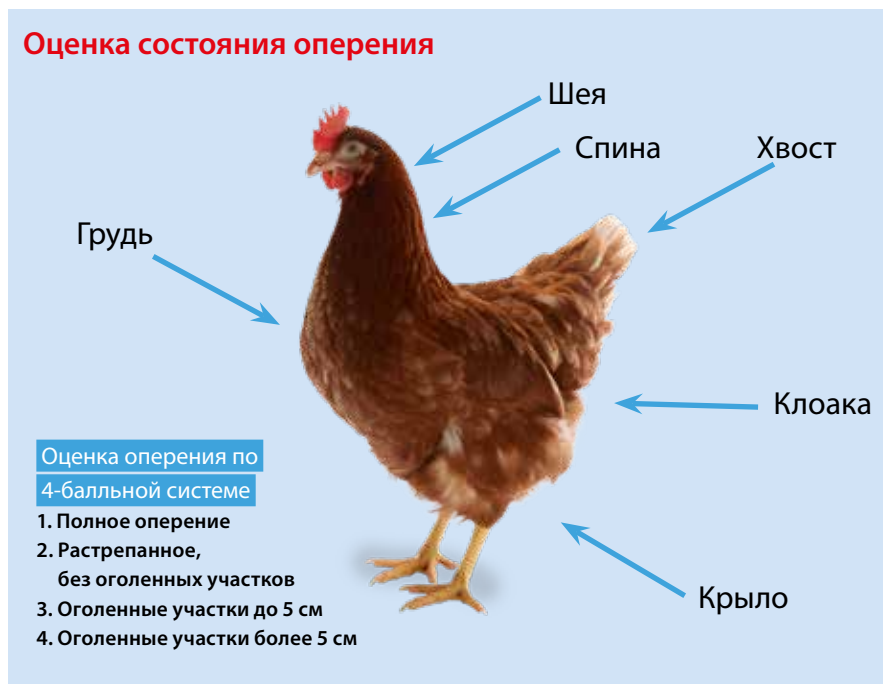 Оценка состояния оперения
Шея
Спина
Хвост
Грудь
Клоака
Оценка оперения по
4-балльной системе
1. Полное оперение
2. Растрепанное,
без оголенных участков
3. Оголенные участки до 5 см
4. Оголенные участки более 5 см
Крыло